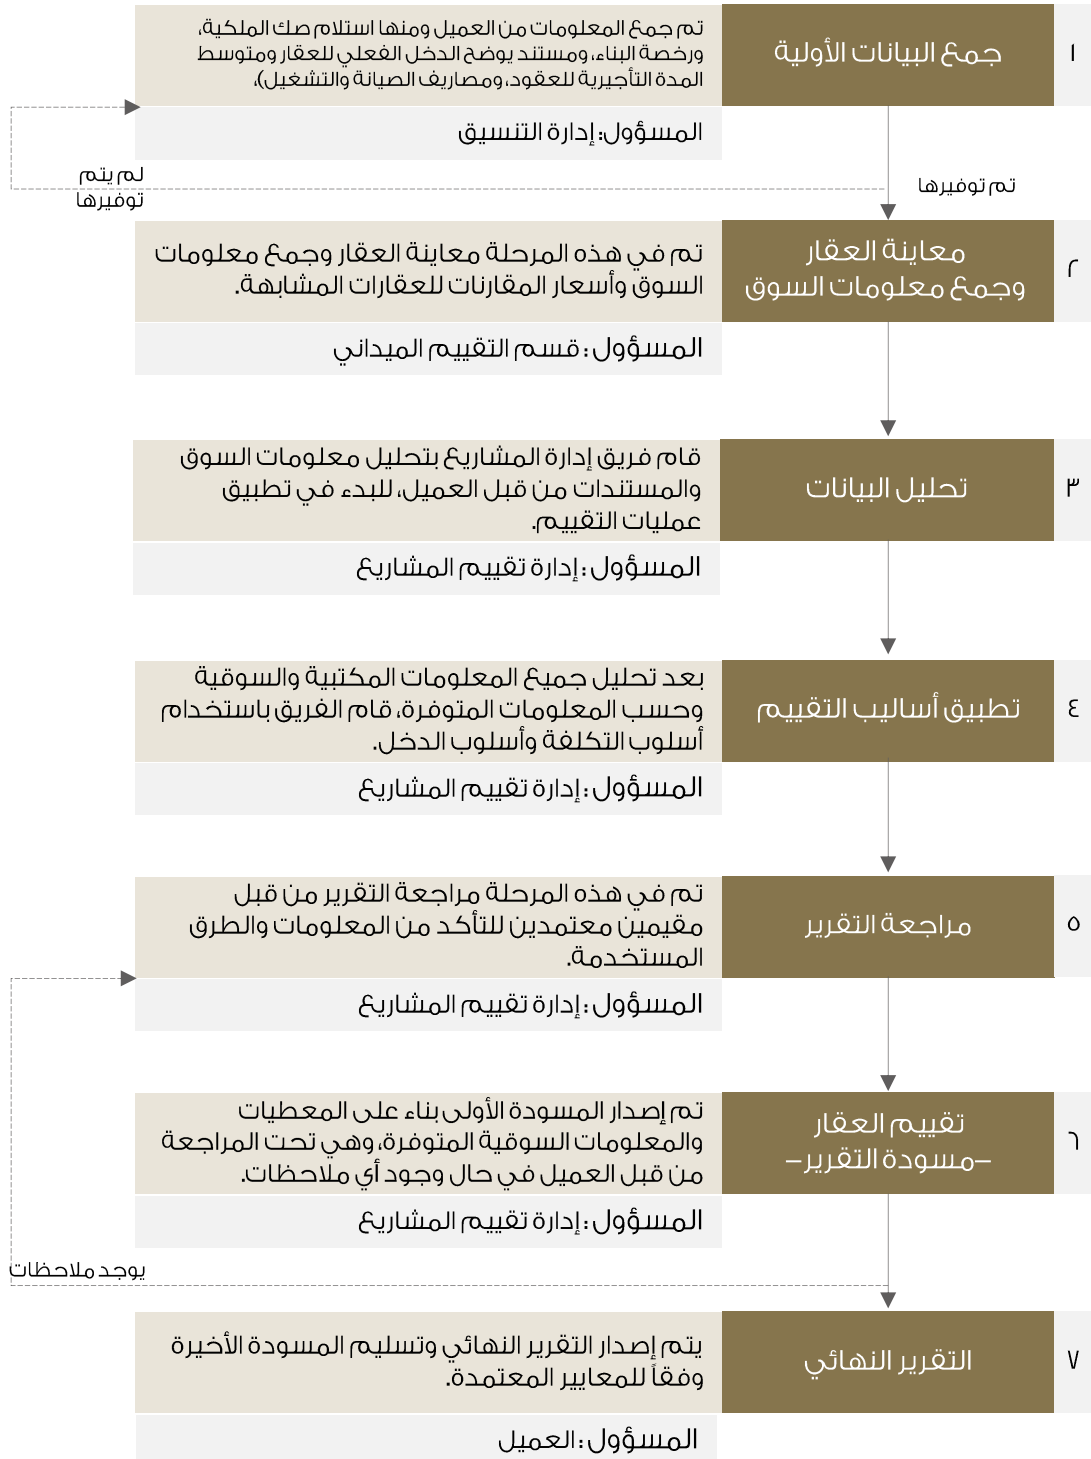 ١
جمع البيانات الأولية
تم جمع المعلومات من العميل ومنها استلام صك الملكية،
ورخصة البناء، ومستند يوضح الدخل الفعلي للعقار ومتوسط
المدة التأجيرية للعقود، ومصاريف الصيانة والتشغيل)،
المسؤول: إدارة التنسيق
تم توفيرها
لم يتم
توفيرها
٢
معاينة العقار
وجمع معلومات السوق
تم في هذه المرحلة معاينة العقار وجمع معلومات
السوق وأسعار المقارنات للعقارات المشابهة.
المسؤول : قسم التقييم الميداني
٣
تحليل البيانات
قام فريق إدارة المشاريع بتحليل معلومات السوق
والمستندات من قبل العميل، للبدء في تطبيق
عمليات التقييم.
المسؤول : إدارة تقييم المشاريع
٤
تطبيق أساليب التقييم
بعد تحليل جميع المعلومات المكتبية والسوقية
وحسب المعلومات المتوفرة، قام الفريق باستخدام
أسلوب التكلفة وأسلوب الدخل.
المسؤول : إدارة تقييم المشاريع
٥
مراجعة التقرير
تم في هذه المرحلة مراجعة التقرير من قبل
مقيمين معتمدين للتأكد من المعلومات والطرق
المستخدمة.
المسؤول : إدارة تقييم المشاريع
٦
تقييم العقار
–مسودة التقرير–
تم إصدار المسودة الأولى بناء على المعطيات
والمعلومات السوقية المتوفرة، وهي تحت المراجعة
من قبل العميل في حال وجود أي ملاحظات.
المسؤول : إدارة تقييم المشاريع
يوجد ملاحظات
٧
التقرير النهائي
يتم إصدار التقرير النهائي وتسليم المسودة الأخيرة
وفقاً للمعايير المعتمدة.
المسؤول : العميل